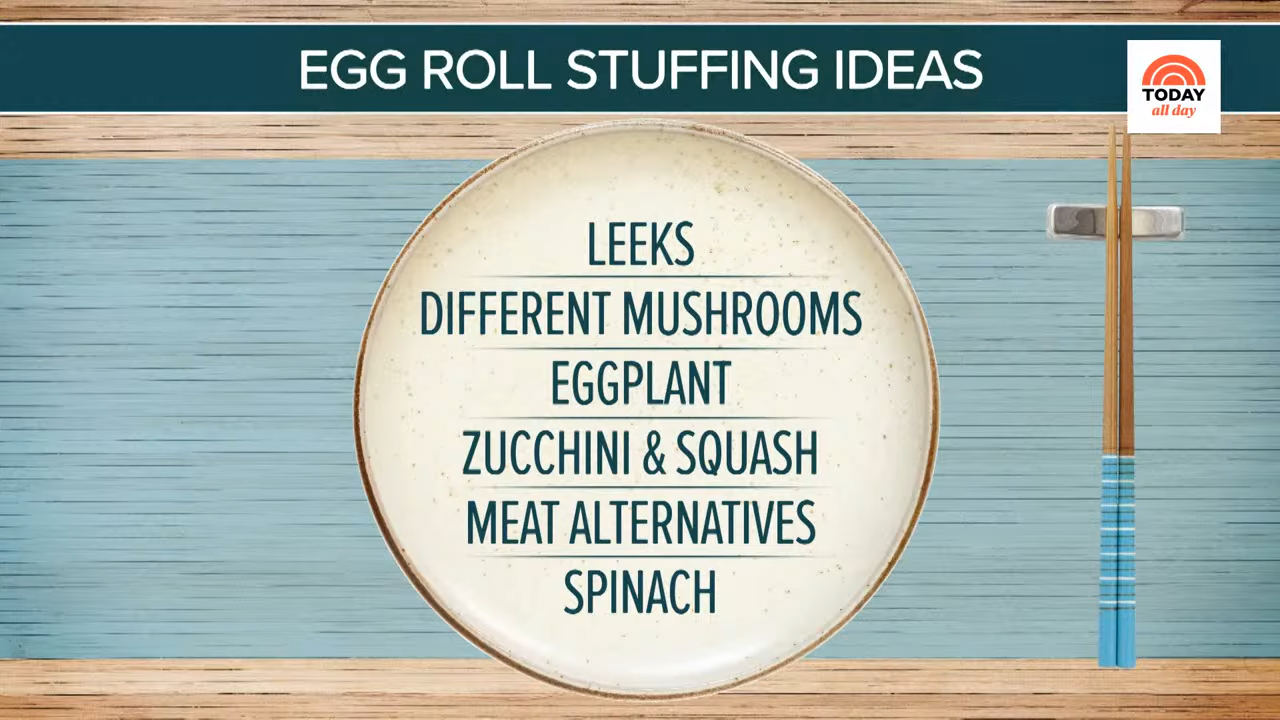 EGG ROLL STUFFING IDEAS
TODAY
all day
LEEKS
DIFFERENT MUSHROOMS
EGGPLANT
ZUCCHINI & SQUASH
MEAT ALTERNATIVES
SPINACH